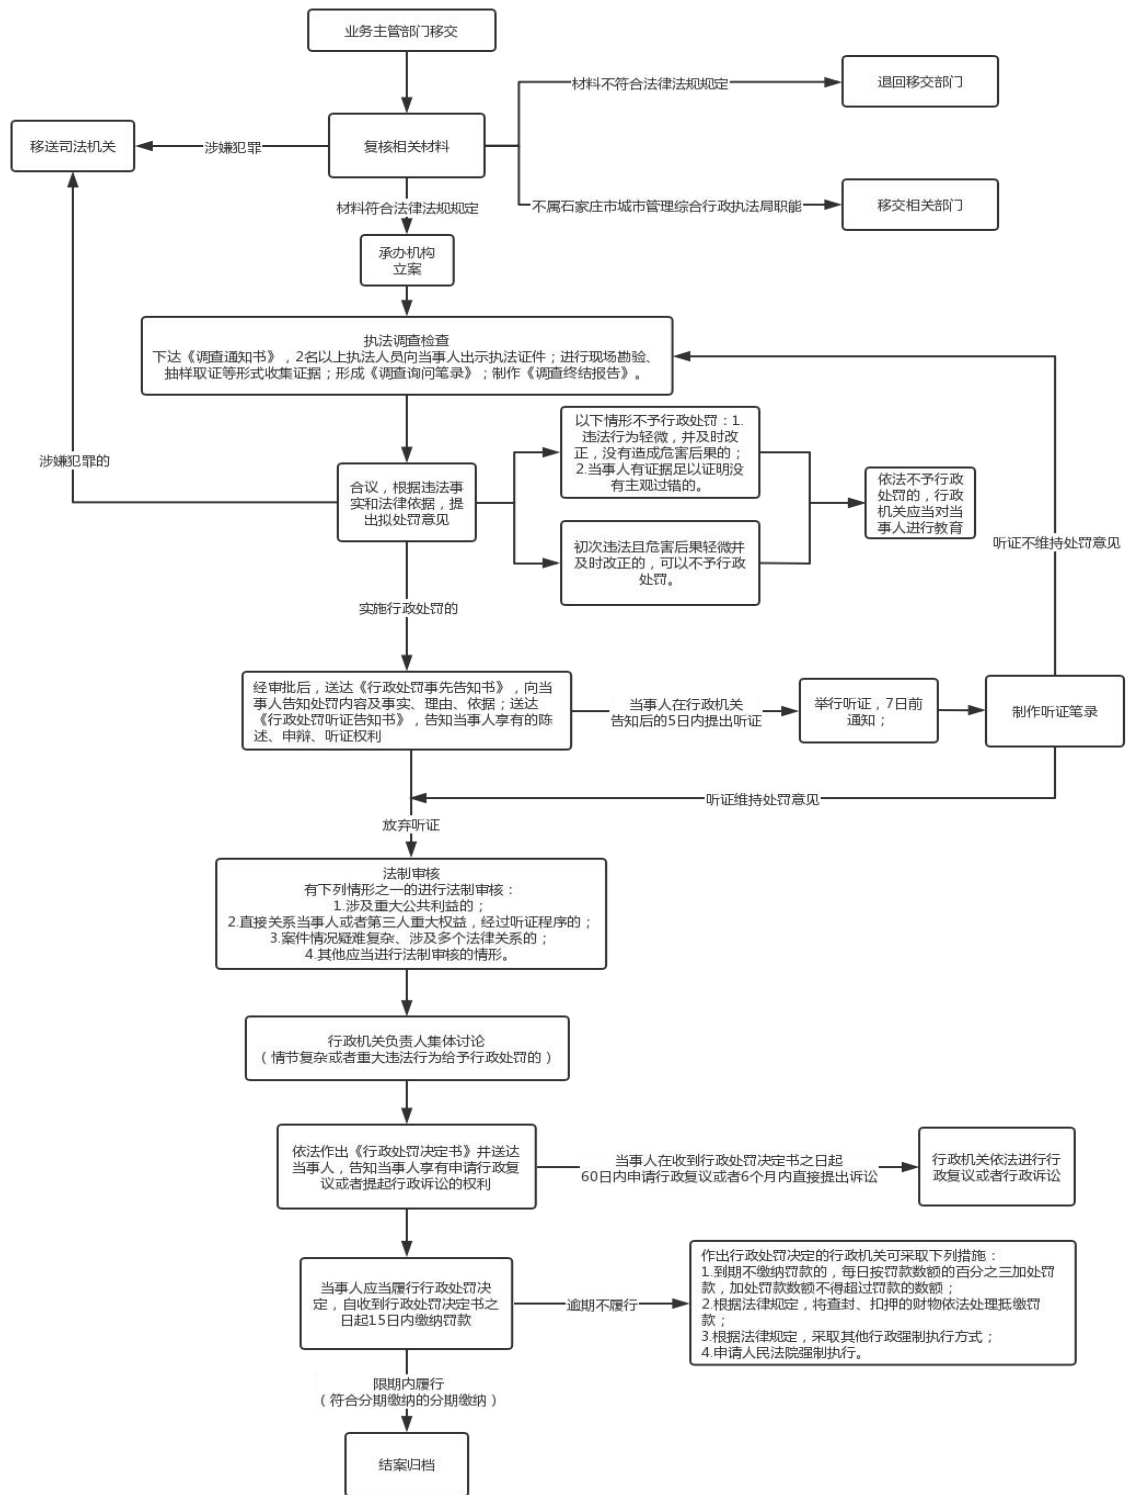 业务主管部门移交
材料不符合法律法规规定
退回移交部门
移送司法机关
涉嫌犯罪
复核相关材料
不属石家庄市城市管理综合行政执法局职能
移交相关部门
材料符合法律法规规定
承办机构
立案
执法调查检查
下达《调查通知书》，2名以上执法人员向当事人出示执法证件；进行现场勘验、
抽样取证等形式收集证据；形成《调查询问笔录》；制作《调查终结报告》。
涉嫌犯罪的
合议，根据违法事
实和法律依据，提
出拟处罚意见
以下情形不予行政处罚：1.
违法行为轻微，并及时改
正，没有造成危害后果的；
2.当事人有证据足以证明没
有主观过错的。
初次违法且危害后果轻微并
及时改正的，可以不予行政
处罚。
依法不予行政
处罚的，行政
机关应当对当
事人进行教育
听证不维持处罚意见
实施行政处罚的
经审批后，送达《行政处罚事先告知书》，向当
事人告知处罚内容及事实、理由、依据；送达
《行政处罚听证告知书》，告知当事人享有的陈
述、申辩、听证权利
当事人在行政机关
告知后的5日内提出听证
举行听证，7日前
通知；
制作听证笔录
听证维持处罚意见
放弃听证
法制审核
有下列情形之一的进行法制审核：
1.涉及重大公共利益的；
2.直接关系当事人或者第三人重大权益，经过听证程序的；
3.案件情况疑难复杂、涉及多个法律关系的；
4.其他应当进行法制审核的情形。
行政机关负责人集体讨论
（情节复杂或者重大违法行为给予行政处罚的）
依法作出《行政处罚决定书》并送达
当事人，告知当事人享有申请行政复
议或者提起行政诉讼的权利
当事人在收到行政处罚决定书之日起
60日内申请行政复议或者6个月内直接提出诉讼
行政机关依法进行行
政复议或者行政诉讼
当事人应当履行行政处罚决
定，自收到行政处罚决定书之
日起15日内缴纳罚款
逾期不履行
作出行政处罚决定的行政机关可采取下列措施：
1.到期不缴纳罚款的，每日按罚款数额的百分之三加处罚
款，加处罚款数额不得超过罚款的数额；
2.根据法律规定，将查封、扣押的财物依法处理抵缴罚
款；
3.根据法律规定，采取其他行政强制执行方式；
4.申请人民法院强制执行。
限期内履行
（符合分期缴纳的分期缴纳）
结案归档